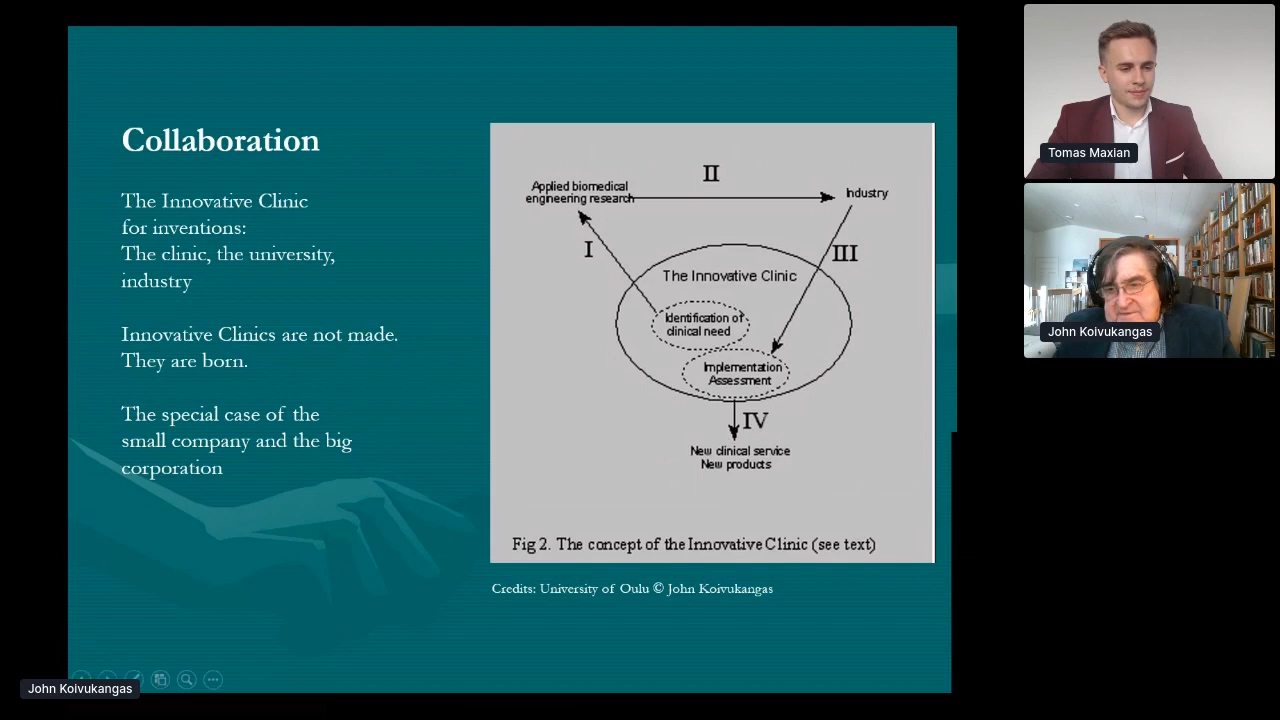 Collaboration
The Innovative Clinic
for inventions:
The clinic, the university,
industry
Innovative Clinics are not made.
They are born.
The special case of the
small company and the big
corporation
II
Applied biomedical
engineering research
Industry
I
III
The Innovative Clinic
Identification of
clinical need
Implementation
Assessment
IV
New clinical service
New products
Fig 2. The concept of the Innovative Clinic (see text)
Credits: University of Oulu © John Koivukangas
Tomas Maxian
John Koivukangas
John Koivukangas